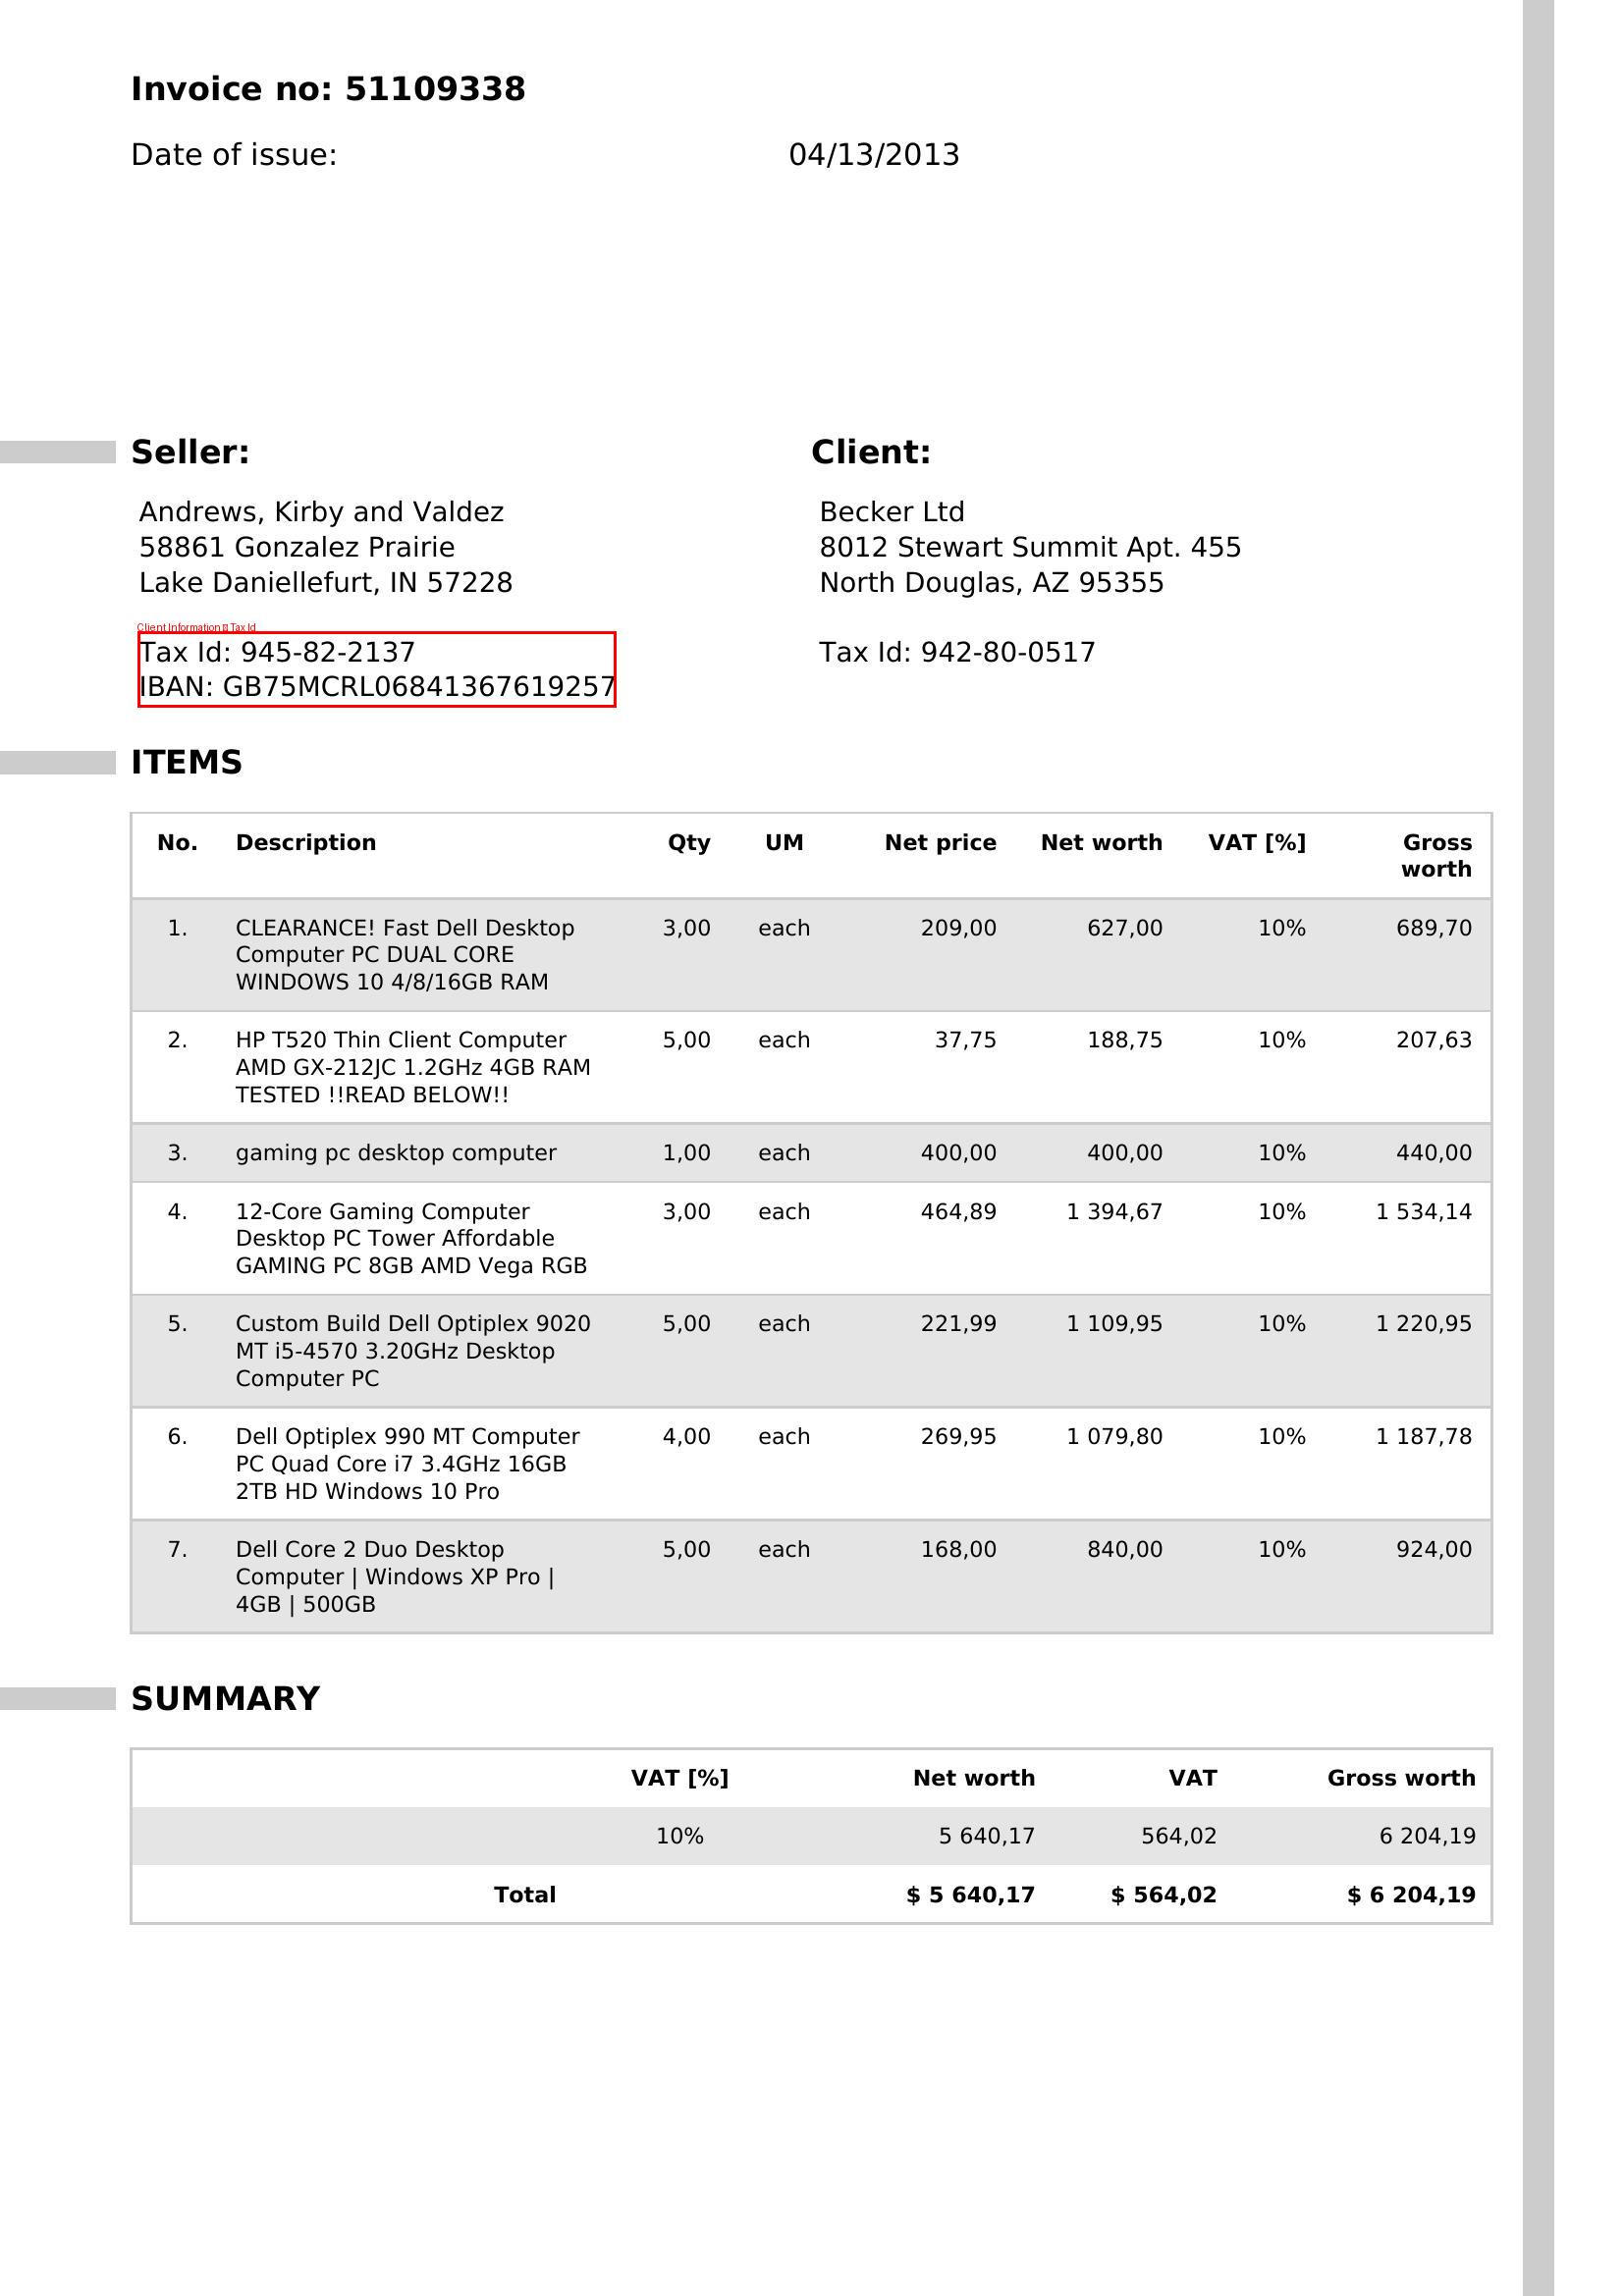 Invoice no: 51109338
Date of issue: 04/13/2013
Seller:
Andrews, Kirby and Valdez
58861 Gonzalez Prairie
Lake Daniellefurt, IN 57228
Client Information Tax Id
Tax Id: 945-82-2137
IBAN: GB75MCRL06841367619257
Client:
Becker Ltd
8012 Stewart Summit Apt. 455
North Douglas, AZ 95355
Tax Id: 942-80-0517
ITEMS
No. Description Qty UM Net price Net worth VAT [%] Gross
worth
1. CLEARANCE! Fast Dell Desktop 3,00 each 209,00 627,00 10% 689,70
Computer PC DUAL CORE
WINDOWS 10 4/8/16GB RAM
2. HP T520 Thin Client Computer 5,00 each 37,75 188,75 10% 207,63
AMD GX-212JC 1.2GHz 4GB RAM
TESTED !!READ BELOW!!
3. gaming pc desktop computer 1,00 each 400,00 400,00 10% 440,00
4. 12-Core Gaming Computer 3,00 each 464,89 1 394,67 10% 1 534,14
Desktop PC Tower Affordable
GAMING PC 8GB AMD Vega RGB
5. Custom Build Dell Optiplex 9020 5,00 each 221,99 1 109,95 10% 1 220,95
MT i5-4570 3.20GHz Desktop
Computer PC
6. Dell Optiplex 990 MT Computer 4,00 each 269,95 1 079,80 10% 1 187,78
PC Quad Core i7 3.4GHz 16GB
2TB HD Windows 10 Pro
7. Dell Core 2 Duo Desktop 5,00 each 168,00 840,00 10% 924,00
Computer | Windows XP Pro |
4GB | 500GB
SUMMARY
VAT [%] Net worth VAT Gross worth
10% 5 640,17 564,02 6 204,19
Total $ 5 640,17 $ 564,02 $ 6 204,19